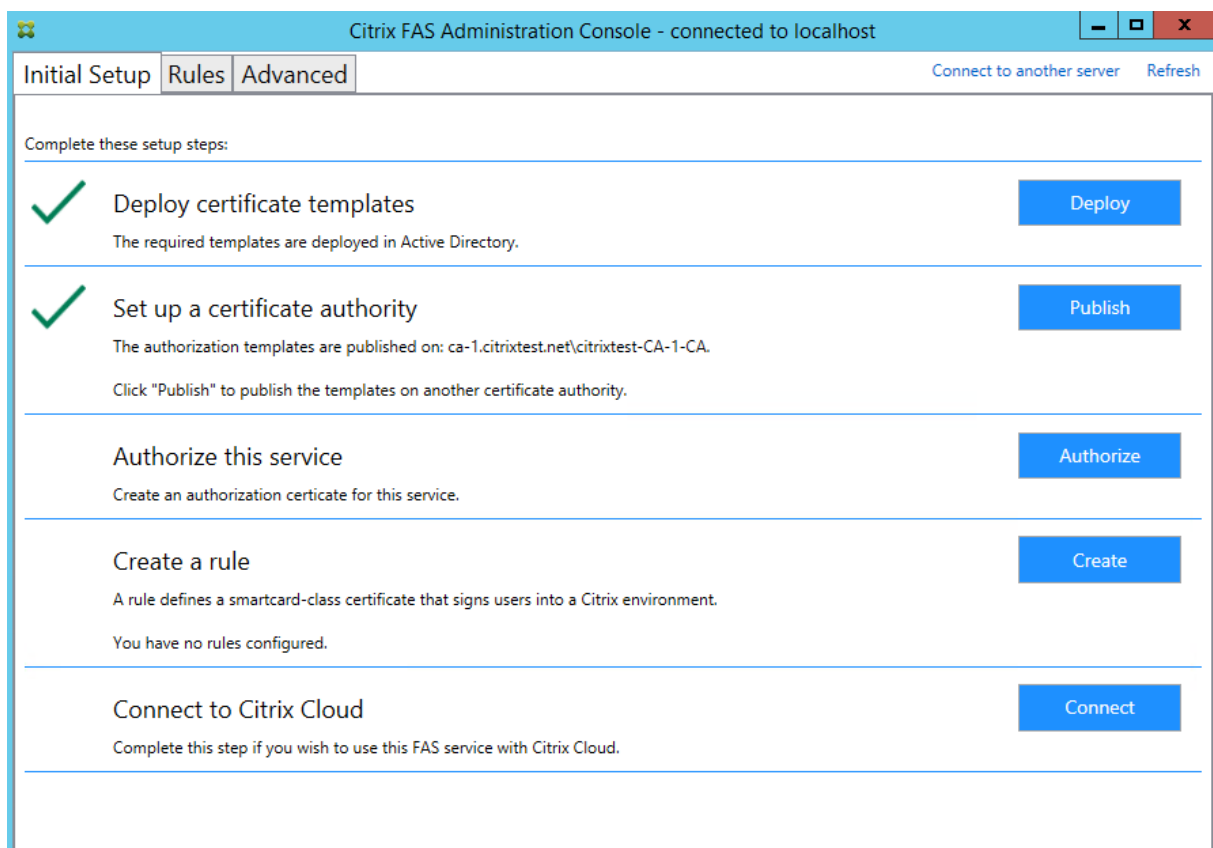 Citrix FAS Administration Console - connected to localhost
Initial Setup Rules Advanced Connect to another server Refresh
Complete these setup steps:
Deploy certificate templates Deploy
The required templates are deployed in Active Directory.
Set up a certificate authority Publish
The authorization templates are published on: ca-1.citrixtest.net\citrixtest-CA-1-CA.
Click "Publish" to publish the templates on another certificate authority.
Authorize this service Authorize
Create an authorization certicate for this service.
Create a rule Create
A rule defines a smartcard-class certificate that signs users into a Citrix environment.
You have no rules configured.
Connect to Citrix Cloud Connect
Complete this step if you wish to use this FAS service with Citrix Cloud.